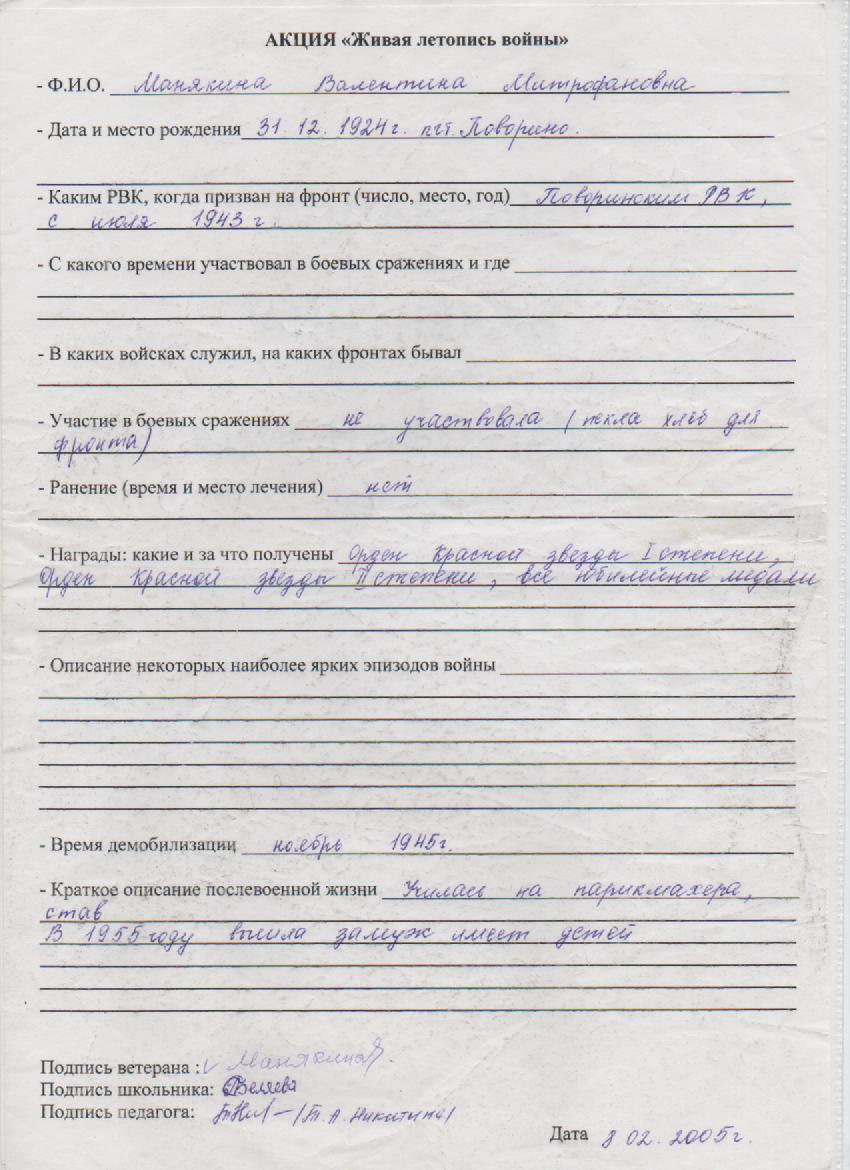 АКЦИЯ «Живая летопись войны»
- Ф.И.О. Манякина Валентина Митрофановна
- Дата и место рождения 31. 12. 1924 г. пгт. Поворино.
- Каким РВК, когда призван на фронт (число, место, год) Поворинским РВК,
с июля 1943 г.
- С какого времени участвовал в боевых сражениях и где
- В каких войсках служил, на каких фронтах бывал
- Участие в боевых сражениях не участвовала (пекла хлеб для
фронта)
- Ранение (время и место лечения) нет
- Награды: какие и за что получены Орден Красной звезды I степени,
Орден Красной звезды II степени, все юбилейные медали
- Описание некоторых наиболее ярких эпизодов войны
- Время демобилизации ноябрь 1945г.
- Краткое описание послевоенной жизни Училась на парикмахера,
став
В 1955 году вышла замуж имеет детей
Подпись ветерана : Манякина
Подпись школьника: Беляева
Подпись педагога: (Т. А. Никитина)
Дата 8 02. 2005г.